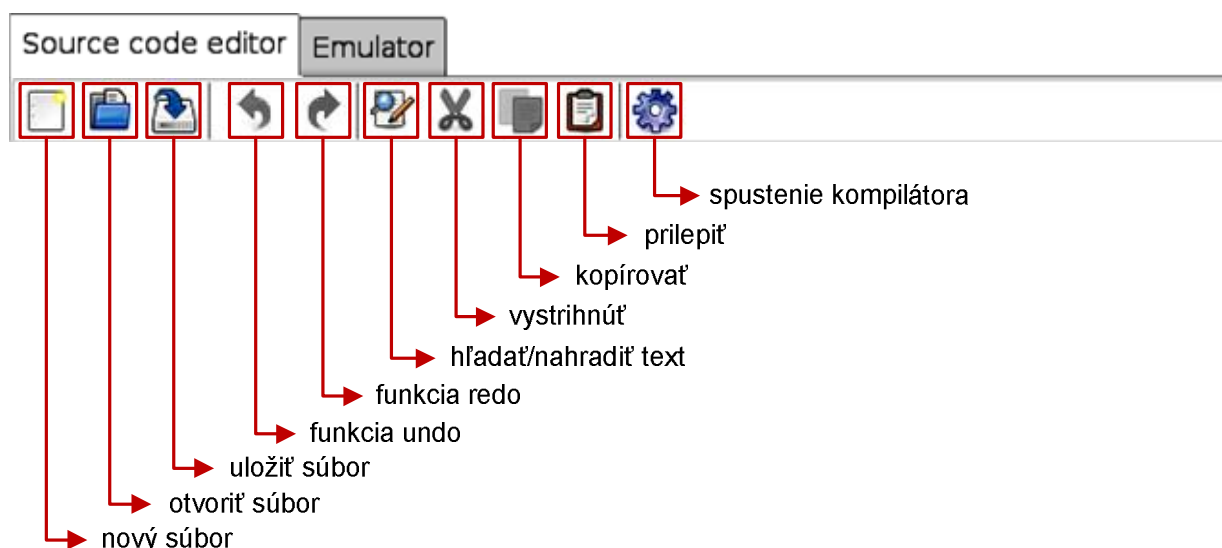 Source code editor
Emulator
spustenie kompilátora
prilepiť
kopírovať
vystrihnúť
hľadať/nahradiť text
funkcia redo
funkcia undo
uložiť súbor
otvoriť súbor
nový súbor